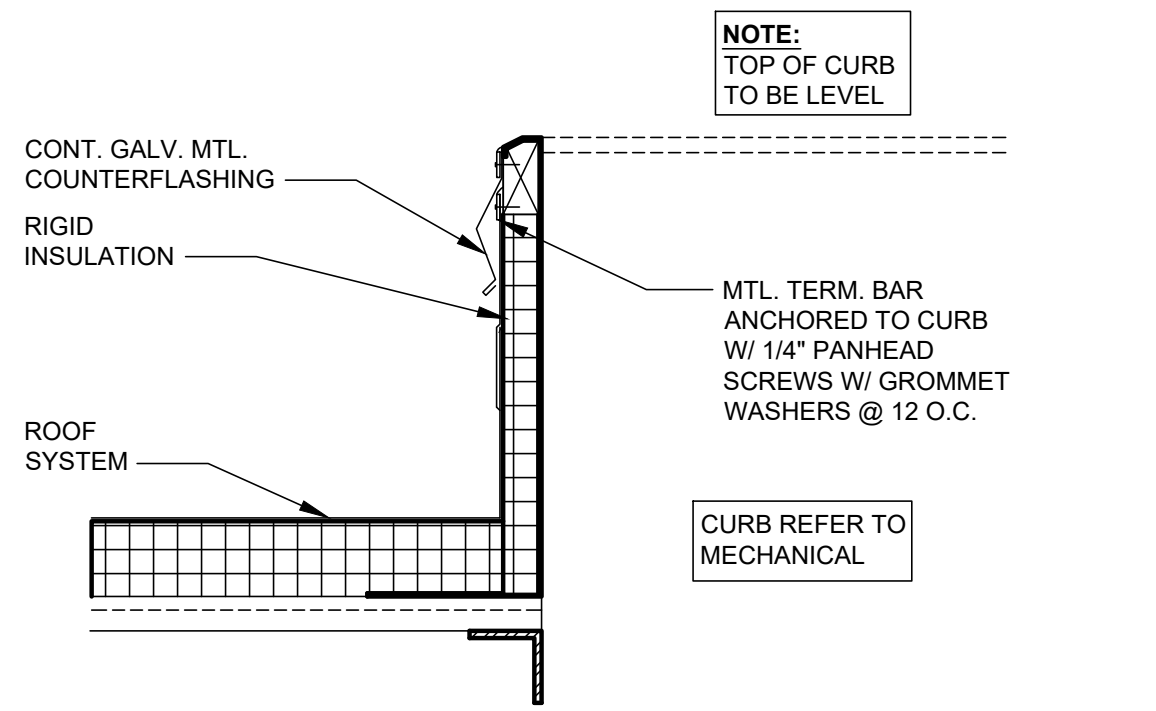 NOTE:
TOP OF CURB
TO BE LEVEL
CONT. GALV. MTL.
COUNTERFLASHING
RIGID
INSULATION
MTL. TERM. BAR
ANCHORED TO CURB
W/ 1/4" PANHEAD
SCREWS W/ GROMMET
WASHERS @ 12 O.C.
ROOF
SYSTEM
CURB REFER TO
MECHANICAL